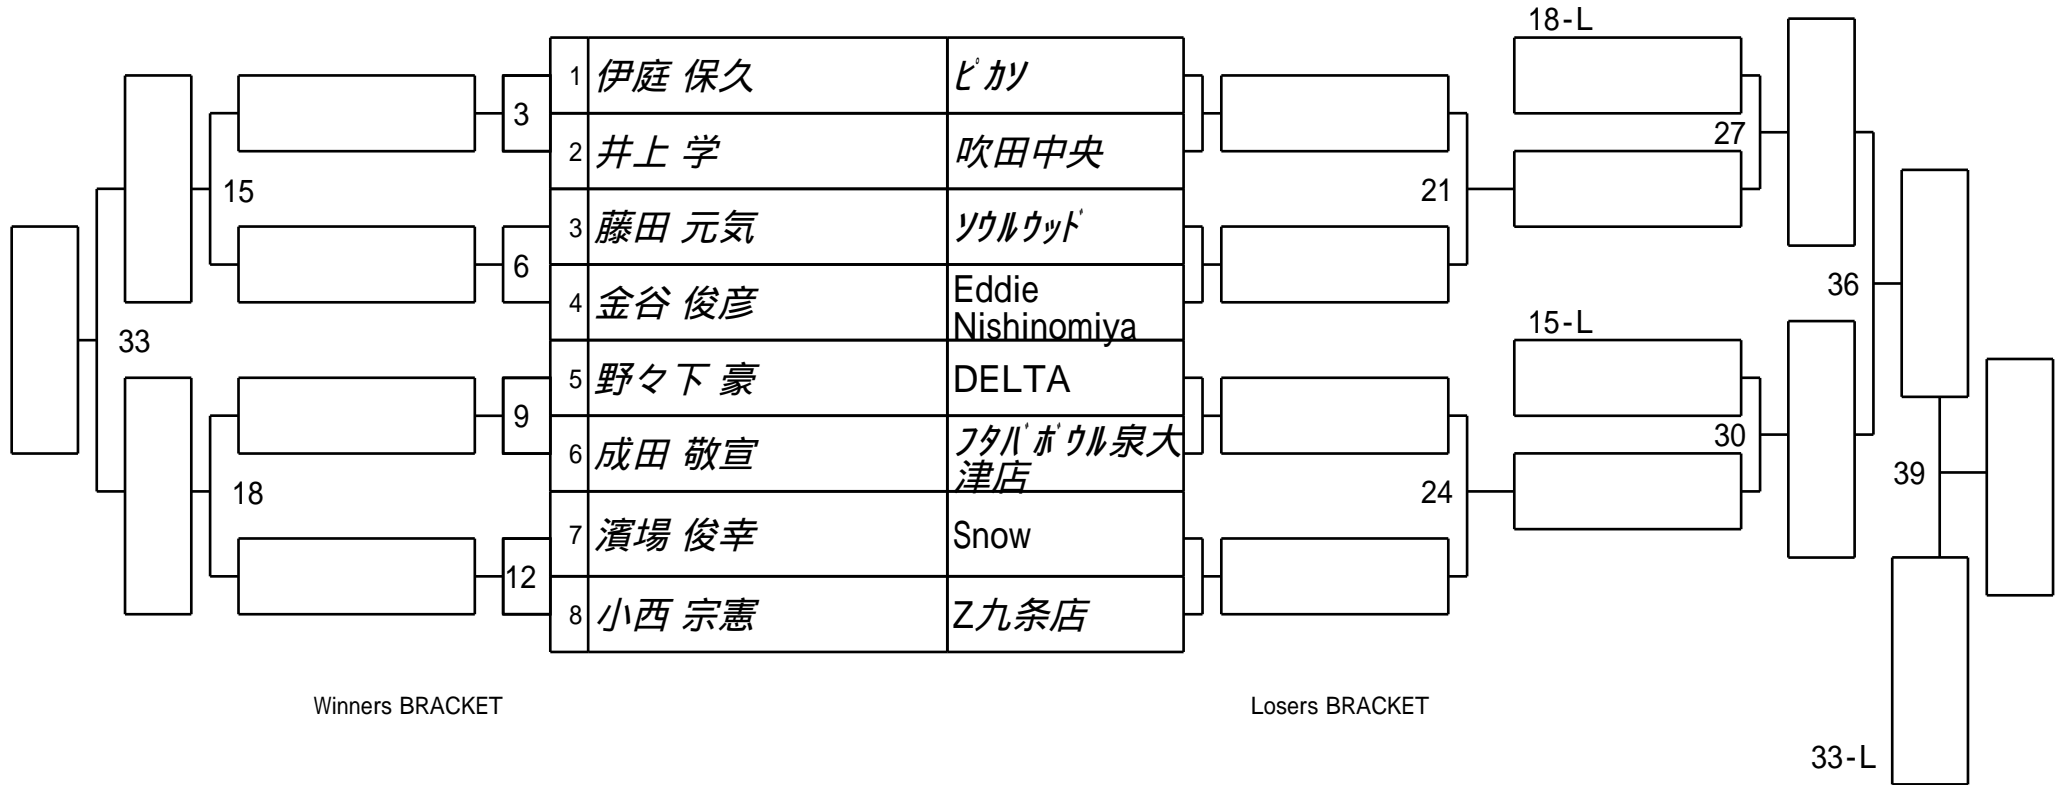 18-L
1 伊庭 保久 ﾋﾟｶｿ
3
2 井上 学 吹田中央
27
15
21
3 藤田 元気 ｿｳﾙｳｯﾄﾞ
6
4 金谷 俊彦 Eddie
Nishinomiya
36
33
15-L
5 野々下 豪 DELTA
9
6 成田 敬宣 ﾌﾀﾊﾞﾎﾞｳﾙ泉大
津店
30
18
24
39
7 濱場 俊幸 Snow
12
8 小西 宗憲 Z九条店
Winners BRACKET
Losers BRACKET
33-L